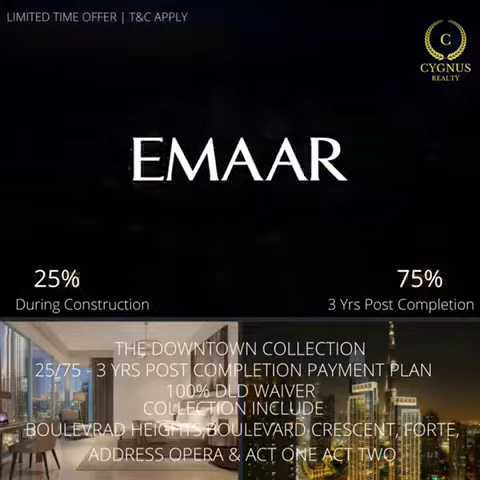 LIMITED TIME OFFER | T&C APPLY
C
CYGNUS
REALTY
EMAAR
25%
75%
During Construction
3 Yrs Post Completion
THE DOWNTOWN COLLECTION
25/75 - 3 YRS POST COMPLETION PAYMENT PLAN
100% DLD WAIVER
COLLECTION INCLUDE
BOULEVRAD HEIGHTS,BOULEVARD CRESCENT, FORTE,
ADDRESS OPERA & ACT ONE ACT TWO